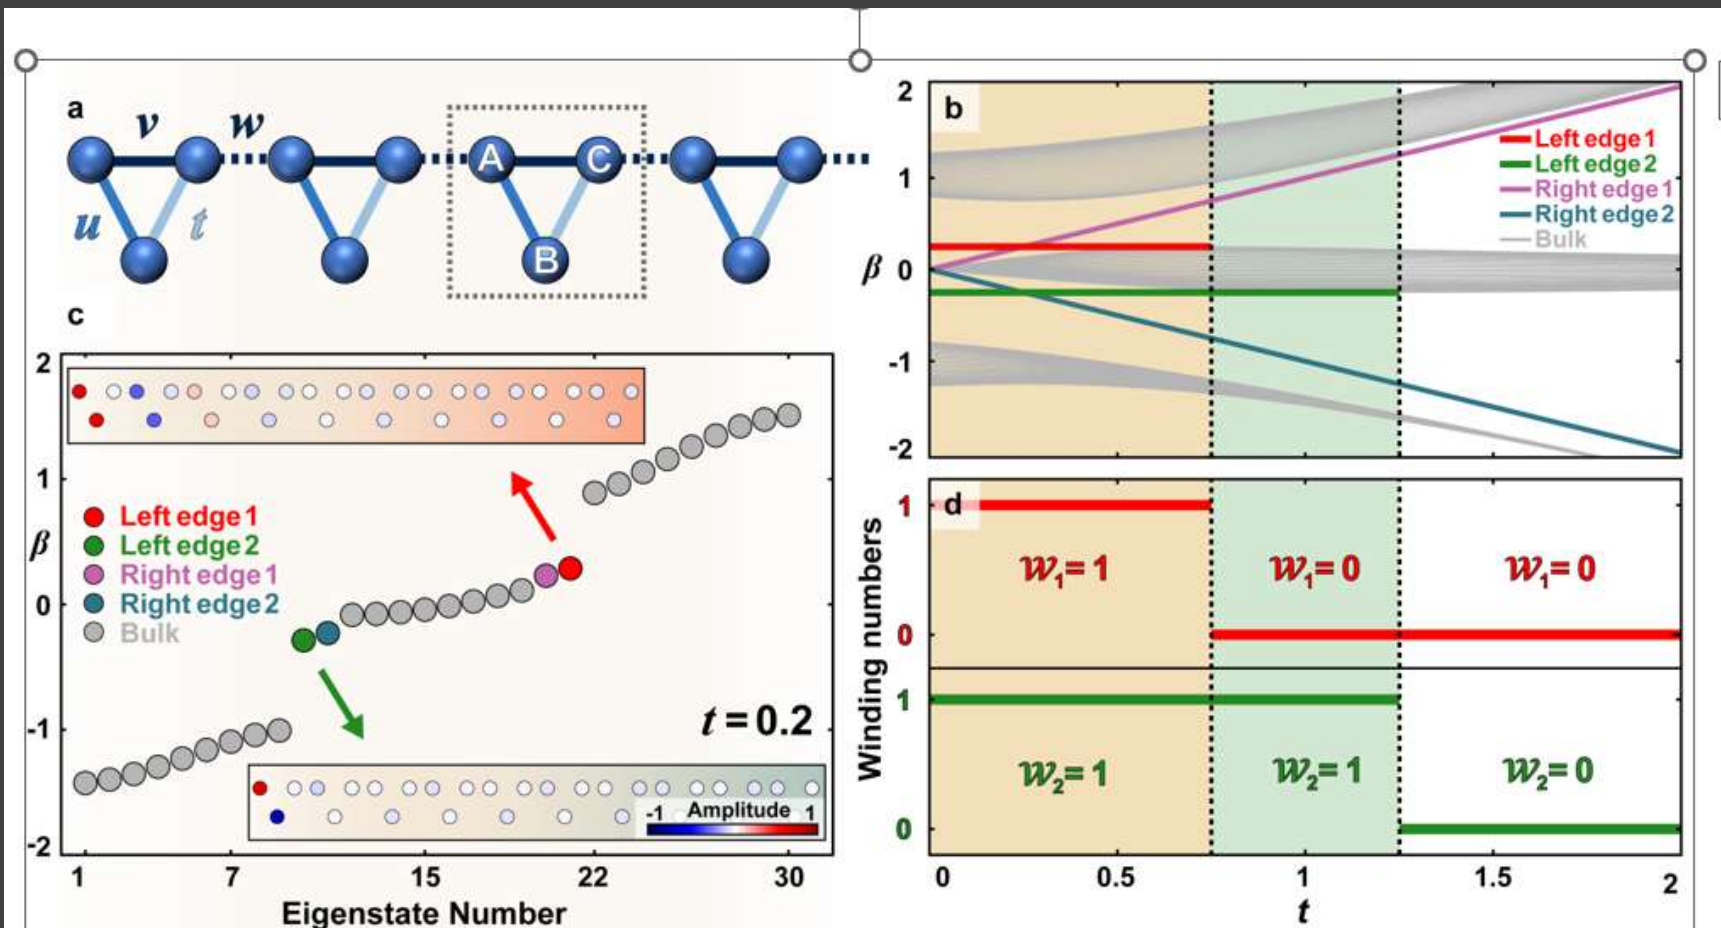 a
v
w
A
C
u
t
B
c
2
1
β
0
-1
-2
Left edge 1
Left edge 2
Right edge 1
Right edge 2
Bulk
t = 0.2
-1 Amplitude 1
1 7 15 22 30
Eigenstate Number
b
2
1
β 0
-1
-2
Left edge 1
Left edge 2
Right edge 1
Right edge 2
Bulk
d
Winding numbers
1
𝒲₁= 1 𝒲₁= 0 𝒲₁= 0
0
1
𝒲₂= 1 𝒲₂= 1 𝒲₂= 0
0
0 0.5 1 1.5 2
t